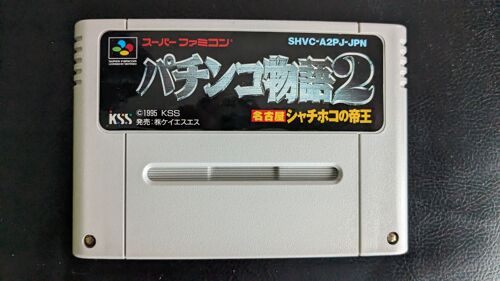 スーパーファミコン
SHVC-A2PJ-JPN
SUPER FAMICOM
パチンコ物語2
名古屋 シャチホコの帝王
KSS
©1995 KSS
発売：㈱ケイエスエス